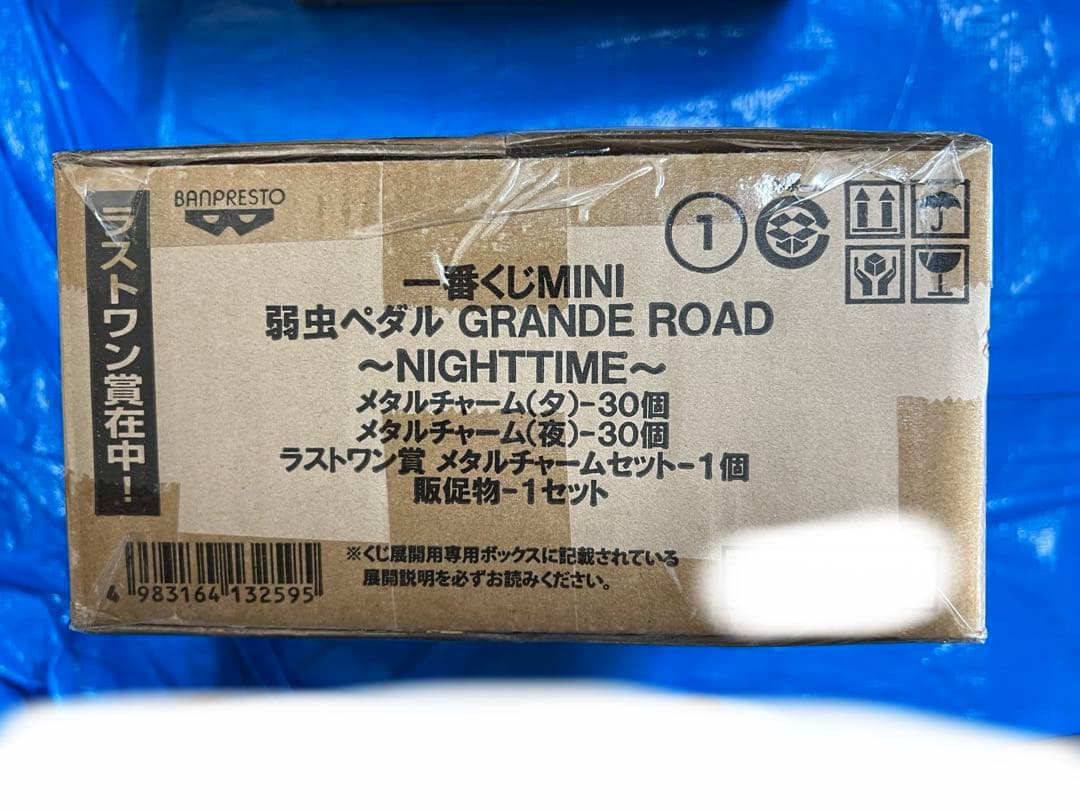 ラストワン賞在中!
BANPRESTO
1
一番くじMINI
弱虫ペダル GRANDE ROAD
~NIGHTTIME~
メタルチャーム(夕)-30個
メタルチャーム(夜)-30個
ラストワン賞 メタルチャームセット-1個
販促物-1セット
※くじ展開用専用ボックスに記載されている
展開説明を必ずお読みください。
4 983164 132595